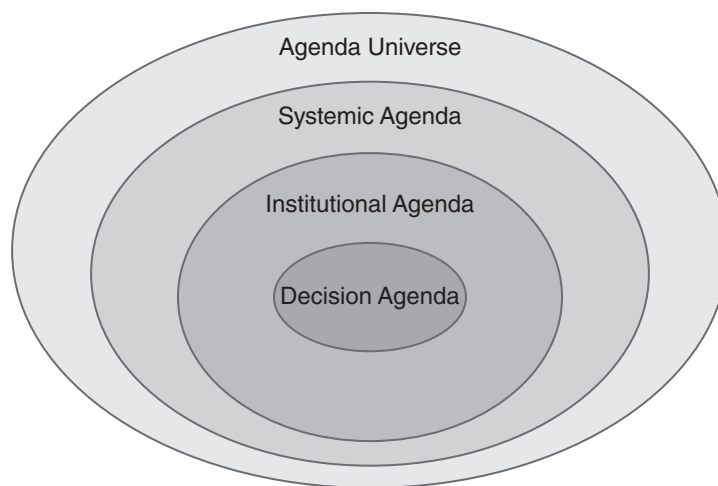 Agenda Universe
Systemic Agenda
Institutional Agenda
Decision Agenda